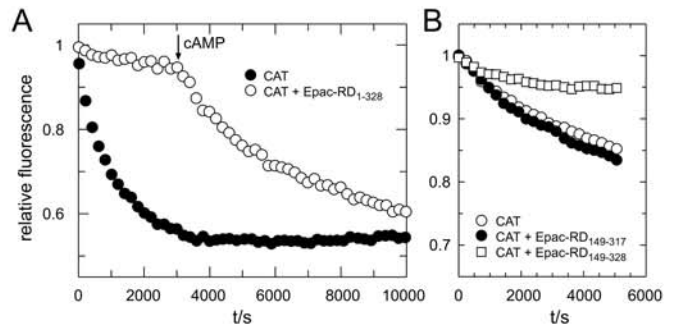 A
cAMP
CAT
CAT + Epac-RD1-328
relative fluorescence
1
0.8
0.6
0 2000 4000 6000 8000 10000
t/s
B
1
0.9
0.8
0.7
CAT
CAT + Epac-RD149-317
CAT + Epac-RD149-328
0 2000 4000 6000
t/s